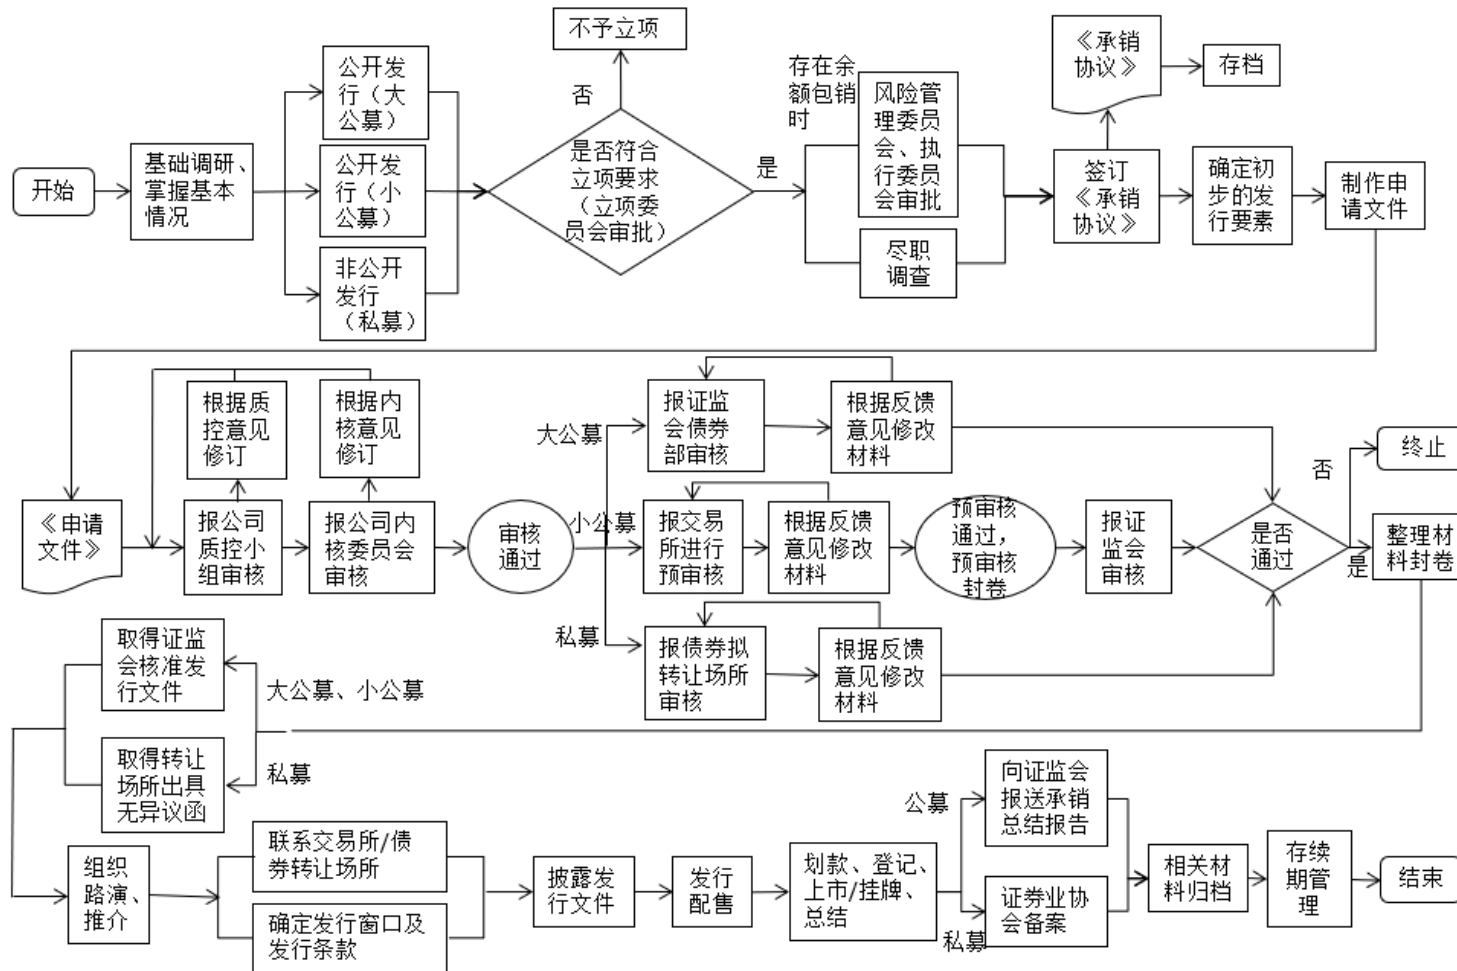 开始
基础调研、
掌握基本
情况
公开发
行（大
公募）
公开发
行（小
公募）
非公开
发行
（私募）
不予立项
否
是否符合
立项要求
（立项委
员会审批）
是
存在余
额包销
时
风险管
理委员
会、执
行委员
会审批
尽职
调查
《承销
协议》
存档
签订
《承销
协议》
确定初
步的发
行要素
制作申
请文件
《申请
文件》
根据质
控意见
修订
根据内
核意见
修订
报公司
质控小
组审核
报公司内
核委员会
审核
审核
通过
大公募
报证监
会债券
部审核
根据反馈
意见修改
材料
小公募
报交易
所进行
预审核
根据反馈
意见修改
材料
预审核
通过，
预审核
封卷
报证
监会
审核
私募
报债券拟
转让场所
审核
根据反馈
意见修改
材料
是否
通过
否
终止
是
整理材
料封卷
取得证监
会核准发
行文件
大公募、小公募
取得转让
场所出具
无异议函
私募
组织
路演、
推介
联系交易所/债
券转让场所
确定发行窗口及
发行条款
披露发
行文件
发行
配售
划款、登记、
上市/挂牌、
总结
公募
向证监会
报送承销
总结报告
私募
证券业协
会备案
相关材
料归档
存续
期管
理
结束